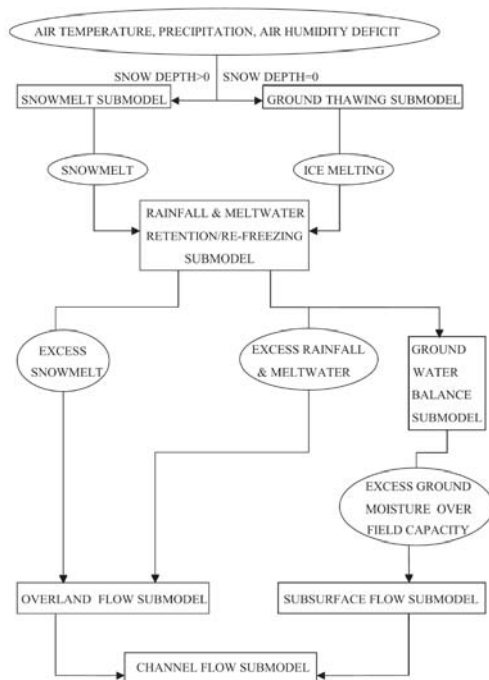 AIR TEMPERATURE, PRECIPITATION, AIR HUMIDITY DEFICIT
SNOW DEPTH>0
SNOW DEPTH=0
SNOWMELT SUBMODEL
GROUND THAWING SUBMODEL
SNOWMELT
ICE MELTING
RAINFALL & MELTWATER
RETENTION/RE-FREEZING
SUBMODEL
EXCESS
SNOWMELT
EXCESS RAINFALL
& MELTWATER
GROUND
WATER
BALANCE
SUBMODEL
EXCESS GROUND
MOISTURE OVER
FIELD CAPACITY
OVERLAND FLOW SUBMODEL
SUBSURFACE FLOW SUBMODEL
CHANNEL FLOW SUBMODEL